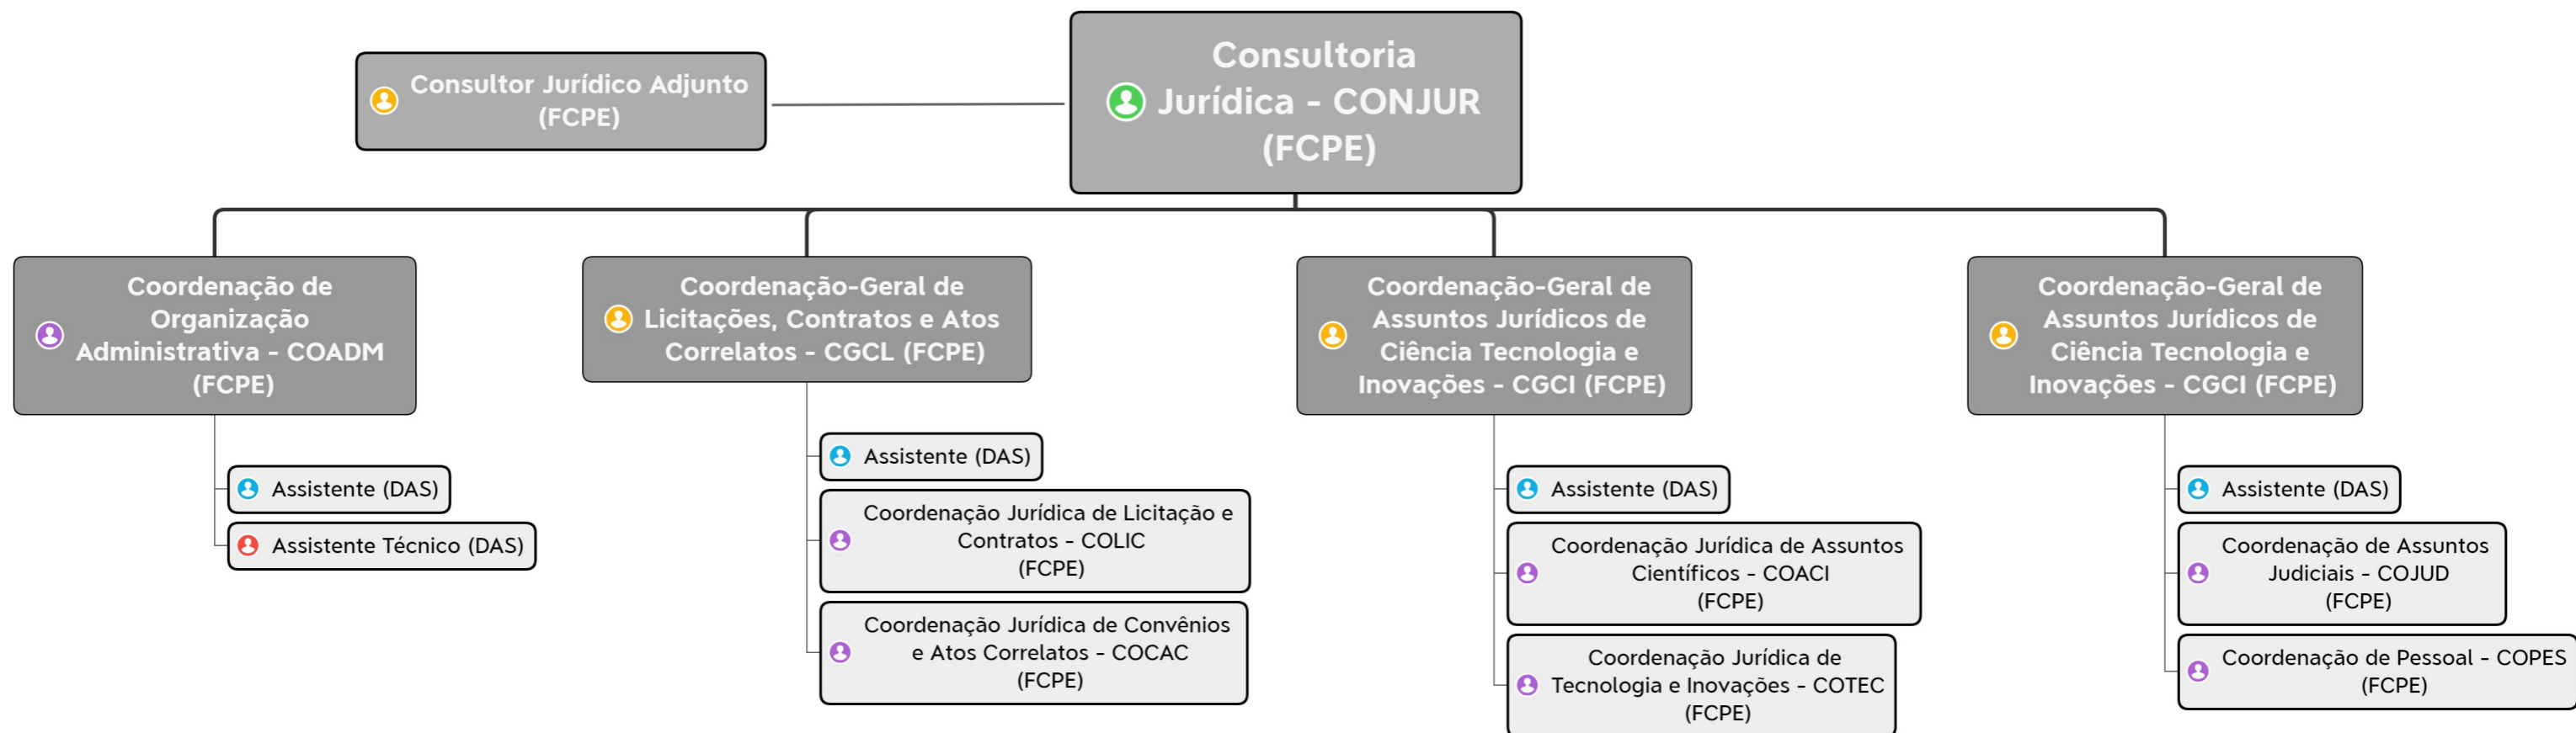 Consultoria
Jurídica - CONJUR
(FCPE)
Consultor Jurídico Adjunto
(FCPE)
Coordenação de
Organização
Administrativa - COADM
(FCPE)
Assistente (DAS)
Assistente Técnico (DAS)
Coordenação-Geral de
Licitações, Contratos e Atos
Correlatos - CGCL (FCPE)
Assistente (DAS)
Coordenação Jurídica de Licitação e
Contratos - COLIC
(FCPE)
Coordenação Jurídica de Convênios
e Atos Correlatos - COCAC
(FCPE)
Coordenação-Geral de
Assuntos Jurídicos de
Ciência Tecnologia e
Inovações - CGCI (FCPE)
Assistente (DAS)
Coordenação Jurídica de Assuntos
Científicos - COACI
(FCPE)
Coordenação Jurídica de
Tecnologia e Inovações - COTEC
(FCPE)
Coordenação-Geral de
Assuntos Jurídicos de
Ciência Tecnologia e
Inovações - CGCI (FCPE)
Assistente (DAS)
Coordenação de Assuntos
Judiciais - COJUD
(FCPE)
Coordenação de Pessoal - COPES
(FCPE)